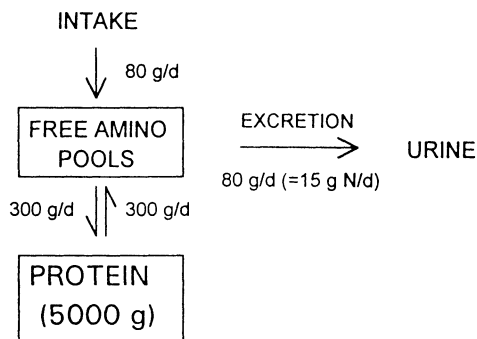 INTAKE
80 g/d
FREE AMINO
POOLS
EXCRETION
80 g/d (=15 g N/d)
URINE
300 g/d
300 g/d
PROTEIN
(5000 g)